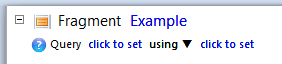 Fragment Example
Query click to set using ▼ click to set